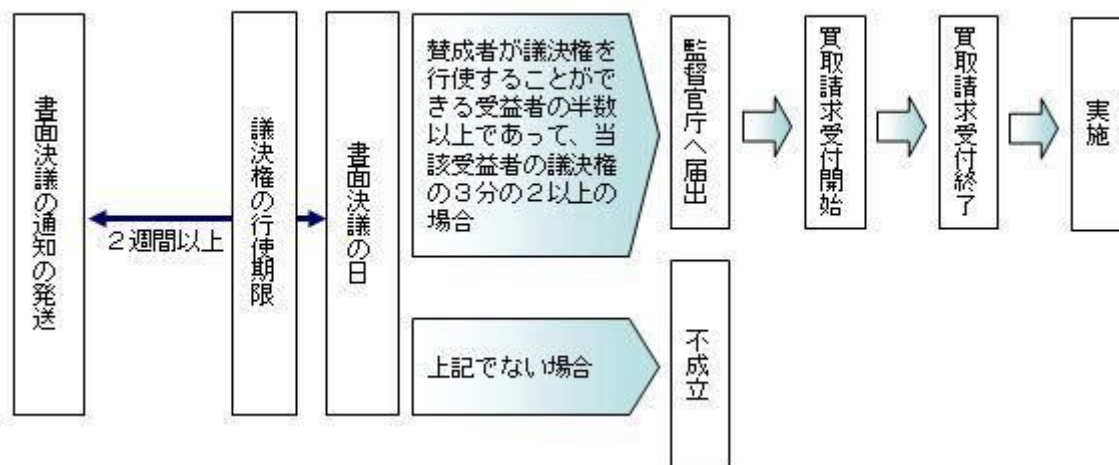 書面決議の通知の発送
２週間以上
議決権の行使期限
書面決議の日
賛成者が議決権を
行使することがで
きる受益者の半数
以上であって、当
該受益者の議決権
の３分の２以上の
場合
監督官庁へ届出
買取請求受付開始
買取請求受付終了
実施
上記でない場合
不成立